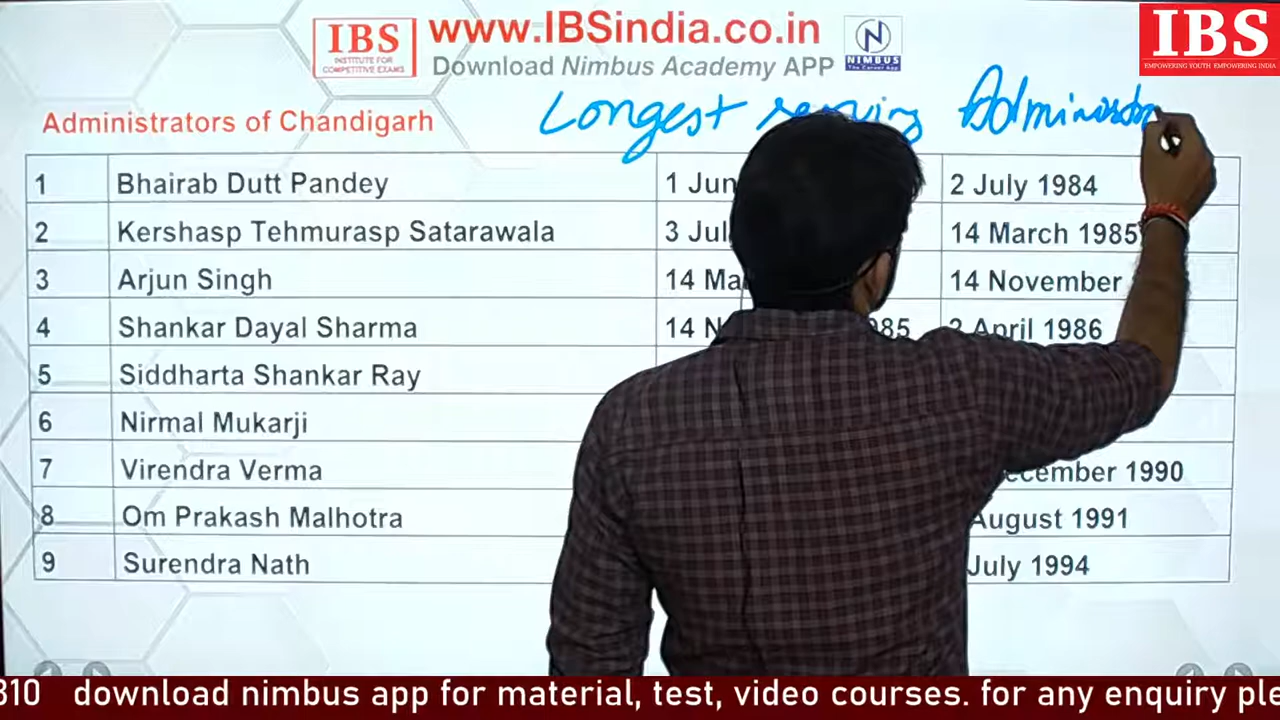 IBS
INSTITUTE FOR
COMPETITIVE EXAMS
www.IBSindia.co.in
Download Nimbus Academy APP
N
NIMBUS
The Career App
IBS
EMPOWERING YOUTH EMPOWERING INDIA
Longest serving
Administrators of Chandigarh
1 Bhairab Dutt Pandey 1 Jun 2 July 1984
2 Kershasp Tehmurasp Satarawala 3 Jul 14 March 1985
3 Arjun Singh 14 Ma 14 November
4 Shankar Dayal Sharma 14 N 985 2 April 1986
5 Siddharta Shankar Ray
6 Nirmal Mukarji
7 Virendra Verma ecember 1990
8 Om Prakash Malhotra August 1991
9 Surendra Nath July 1994
310 download nimbus app for material, test, video courses. for any enquiry ple